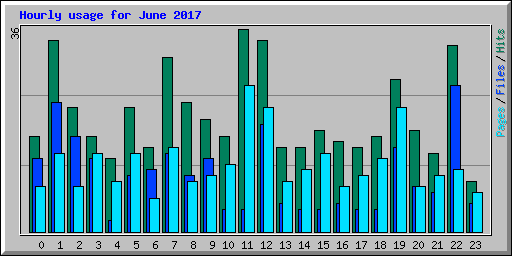 Hourly usage for June 2017
36
Pages/Files/Hits
0 1 2 3 4 5 6 7 8 9 10 11 12 13 14 15 16 17 18 19 20 21 22 23